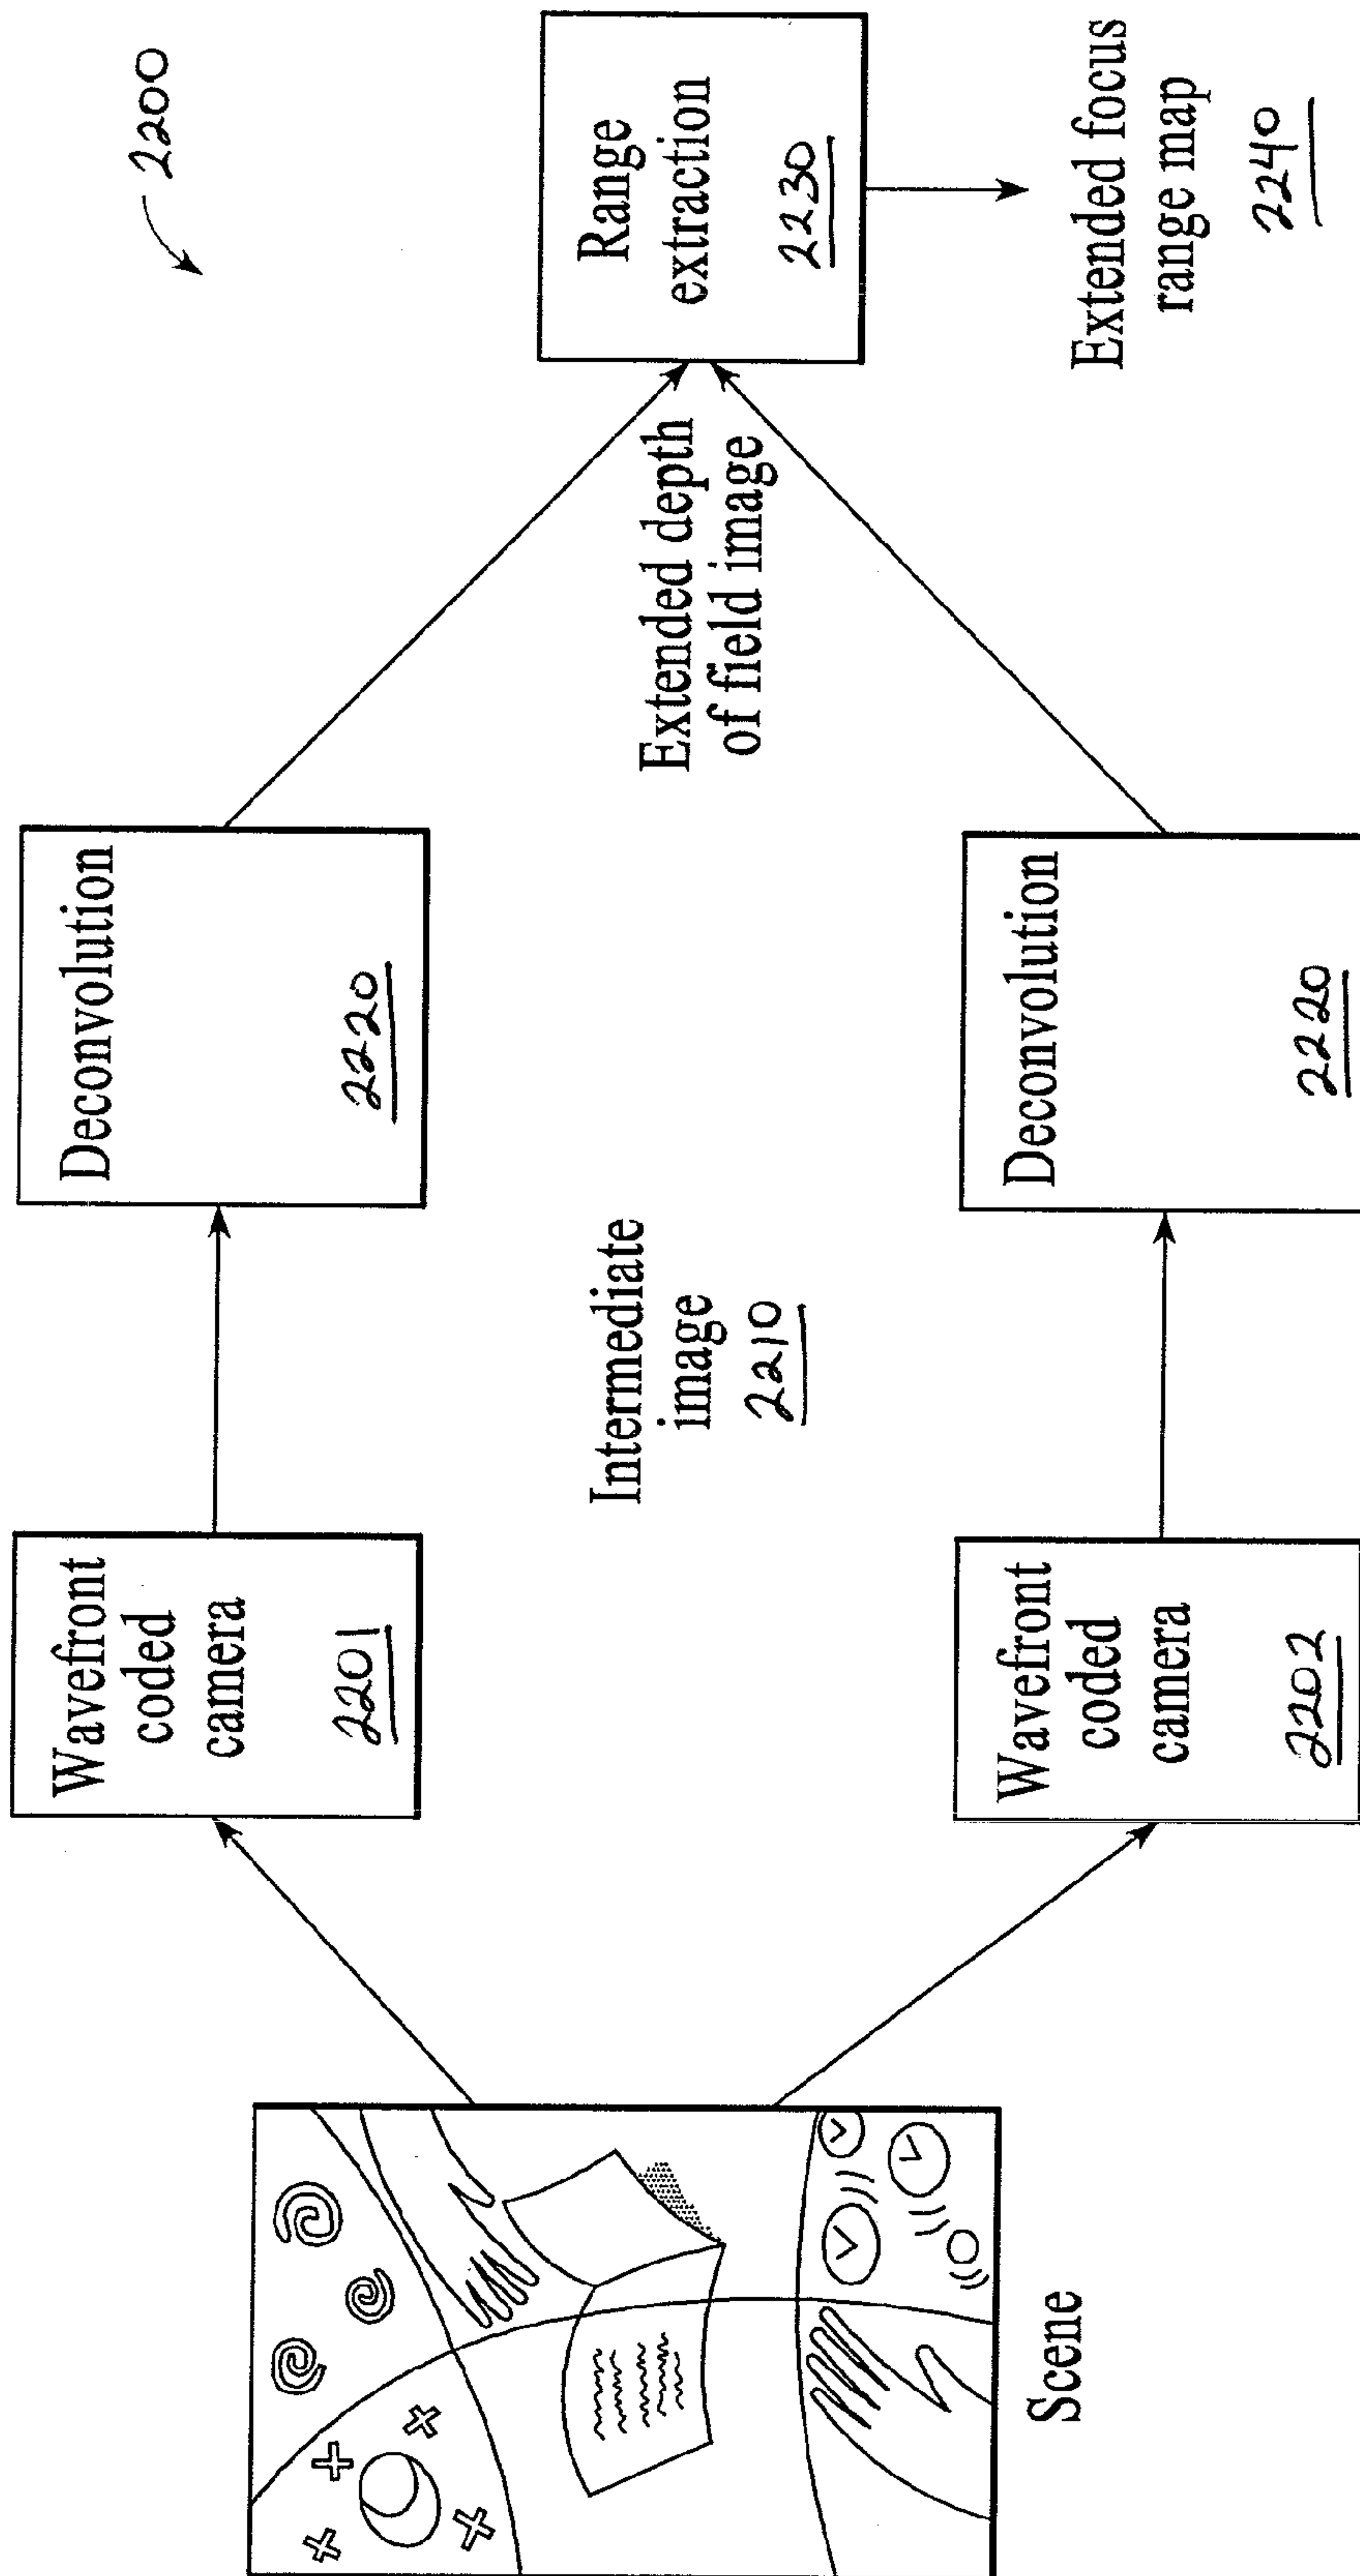 2200
Scene
Wavefront
coded
camera
2201
Wavefront
coded
camera
2202
Intermediate
image
2210
Deconvolution
2220
Deconvolution
2220
Extended depth
of field image
Range
extraction
2230
Extended focus
range map
2240